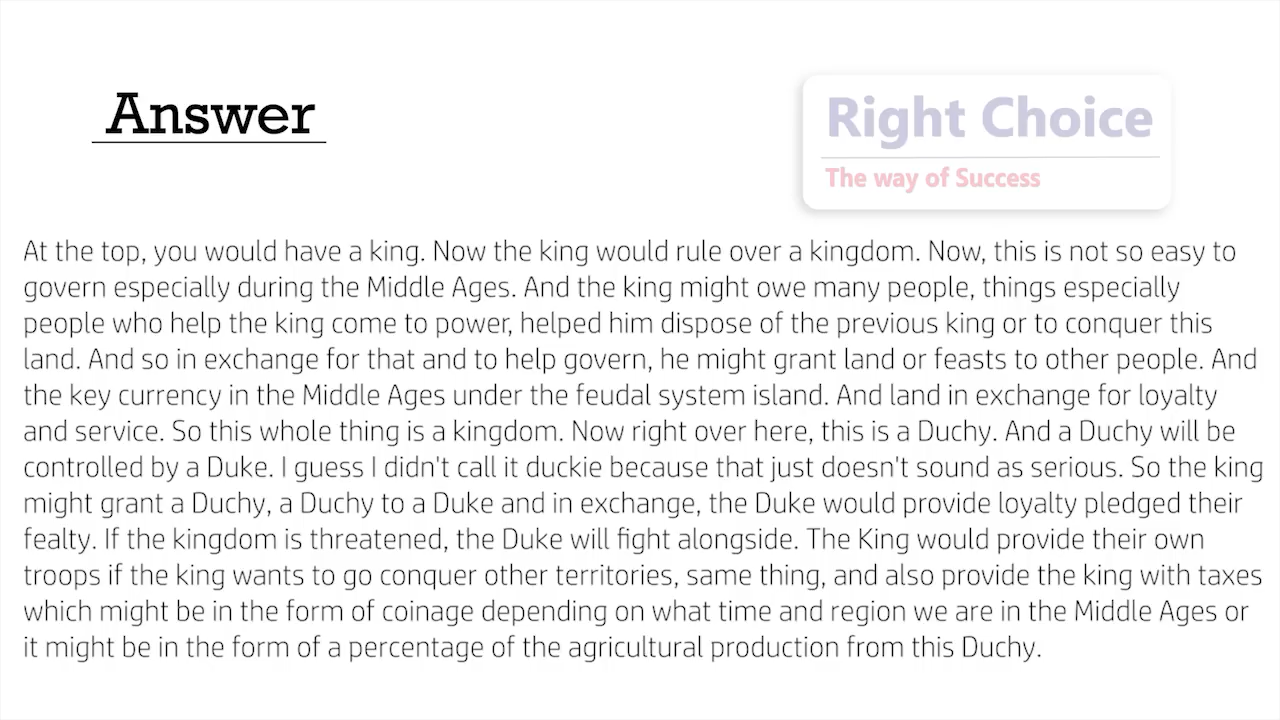 Answer
Right Choice
The way of Success
At the top, you would have a king. Now the king would rule over a kingdom. Now, this is not so easy to
govern especially during the Middle Ages. And the king might owe many people, things especially
people who help the king come to power, helped him dispose of the previous king or to conquer this
land. And so in exchange for that and to help govern, he might grant land or feasts to other people. And
the key currency in the Middle Ages under the feudal system island. And land in exchange for loyalty
and service. So this whole thing is a kingdom. Now right over here, this is a Duchy. And a Duchy will be
controlled by a Duke. I guess I didn't call it duckie because that just doesn't sound as serious. So the king
might grant a Duchy, a Duchy to a Duke and in exchange, the Duke would provide loyalty pledged their
fealty. If the kingdom is threatened, the Duke will fight alongside. The King would provide their own
troops if the king wants to go conquer other territories, same thing, and also provide the king with taxes
which might be in the form of coinage depending on what time and region we are in the Middle Ages or
it might be in the form of a percentage of the agricultural production from this Duchy.